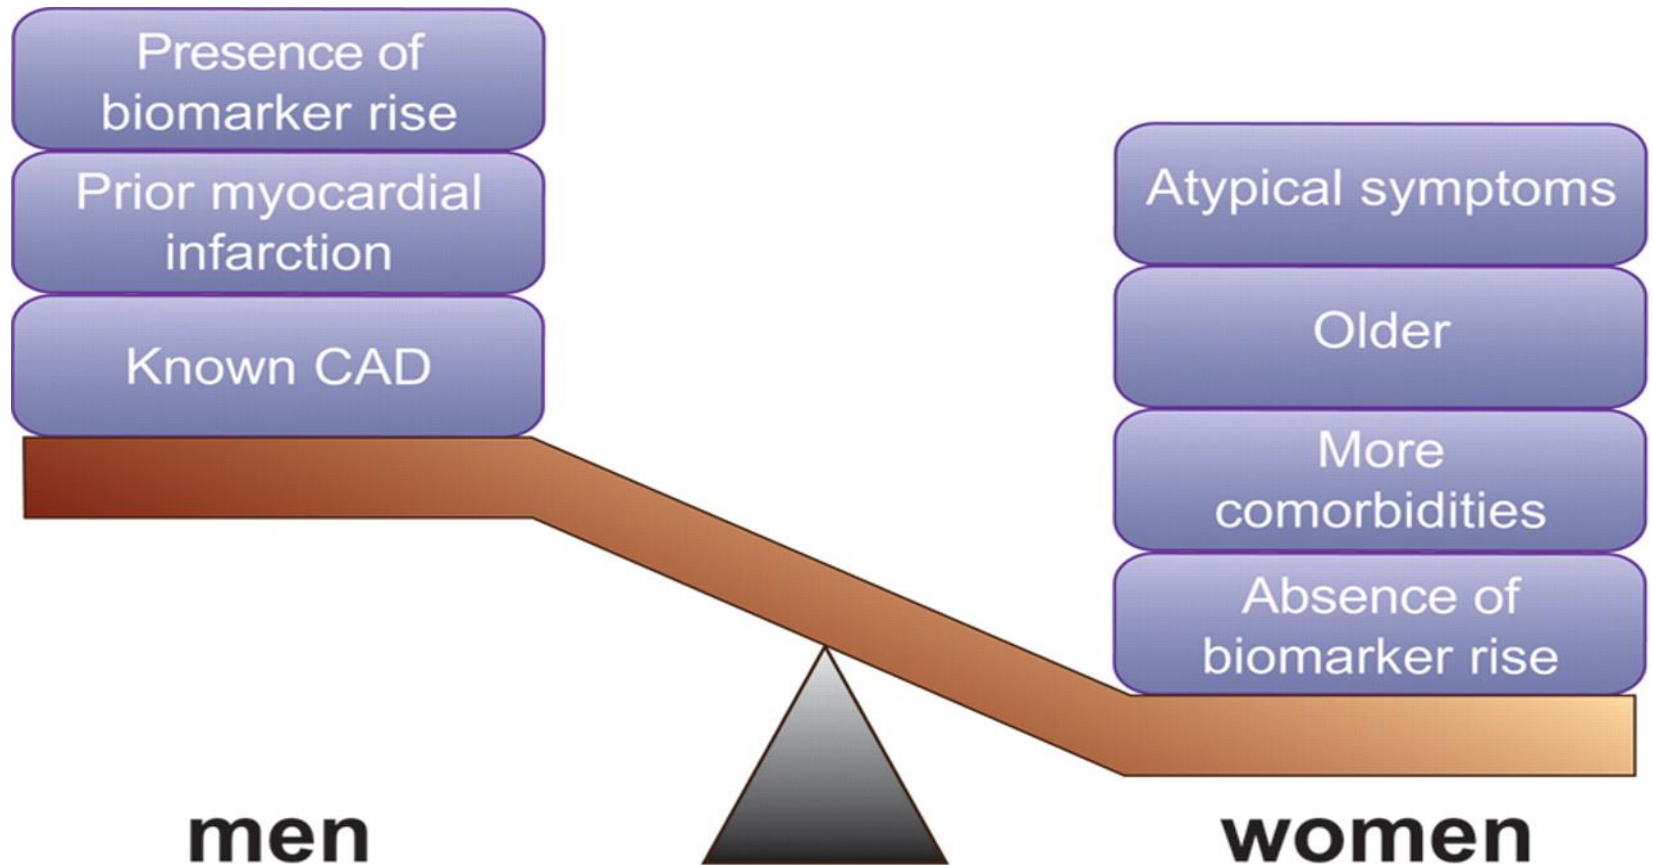 Presence of
biomarker rise
Prior myocardial
infarction
Known CAD
men
Atypical symptoms
Older
More
comorbidities
Absence of
biomarker rise
women